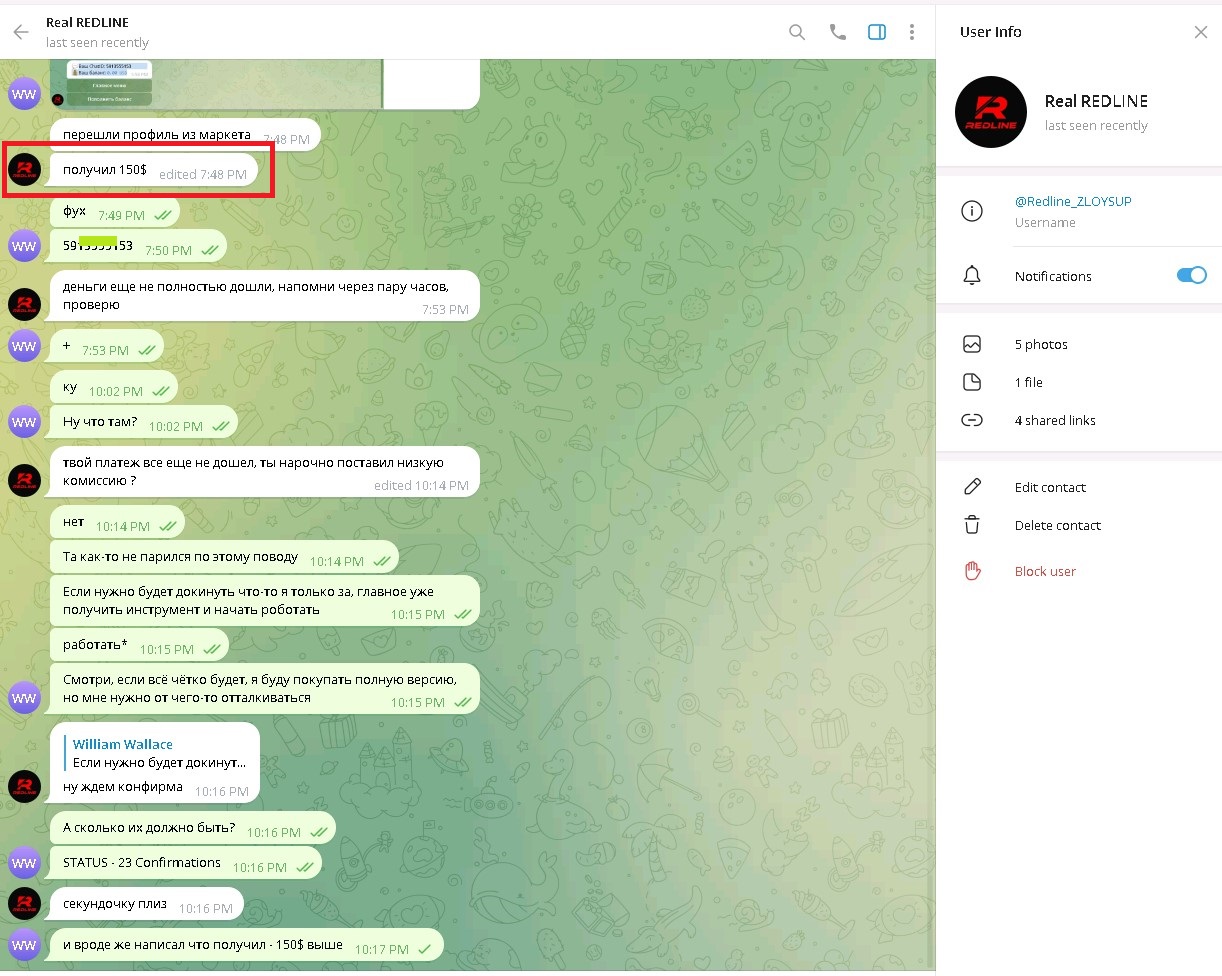 Real REDLINE
last seen recently
User Info
Real REDLINE
last seen recently
@Redline_ZLOYSUP
Username
Notifications
5 photos
1 file
4 shared links
Edit contact
Delete contact
Block user
Главное меню
Пополнить баланс
WW
перешли профиль из маркета 7:48 PM
получил 150$ edited 7:48 PM
REDLINE
фух 7:49 PM
WW
59 153 7:50 PM
деньги еще не полностью дошли, напомни через пару часов,
проверю 7:53 PM
REDLINE
WW
+ 7:53 PM
ку 10:02 PM
WW
Ну что там? 10:02 PM
твой платеж все еще не дошел, ты нарочно поставил низкую
комиссию ? edited 10:14 PM
REDLINE
нет 10:14 PM
Та как-то не парился по этому поводу 10:14 PM
Если нужно будет докинуть что-то я только за, главное уже
получить инструмент и начать роботать 10:15 PM
работать* 10:15 PM
Смотри, если всё чётко будет, я буду покупать полную версию,
но мне нужно от чего-то отталкиваться 10:15 PM
WW
William Wallace
Если нужно будет докинут...
ну ждем конфирма 10:16 PM
REDLINE
А сколько их должно быть? 10:16 PM
WW
STATUS - 23 Confirmations 10:16 PM
REDLINE
секундочку плиз 10:16 PM
WW
и вроде же написал что получил - 150$ выше 10:17 PM